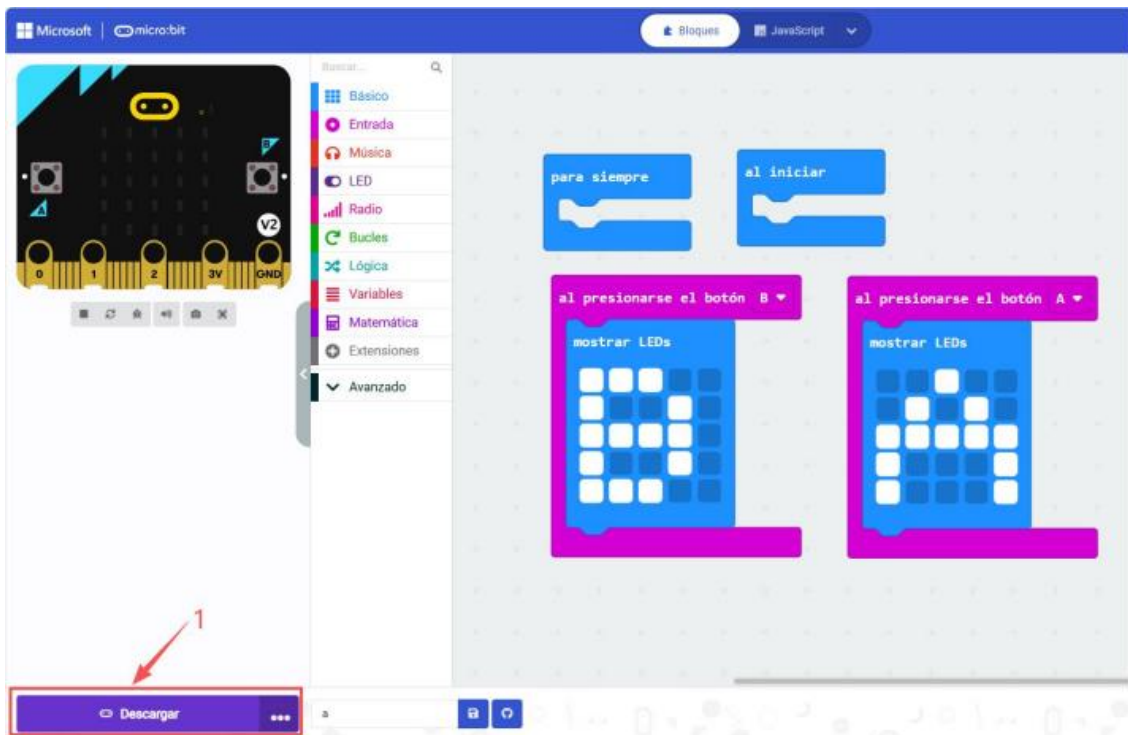 Microsoft | micro:bit
Bloques
JavaScript
Buscar...
Básico
Entrada
Música
LED
Radio
Bucles
Lógica
Variables
Matemática
Extensiones
Avanzado
A
B
V2
0 1 2 3V GND
para siempre
al iniciar
al presionarse el botón B
mostrar LEDs
al presionarse el botón A
mostrar LEDs
1
Descargar
a